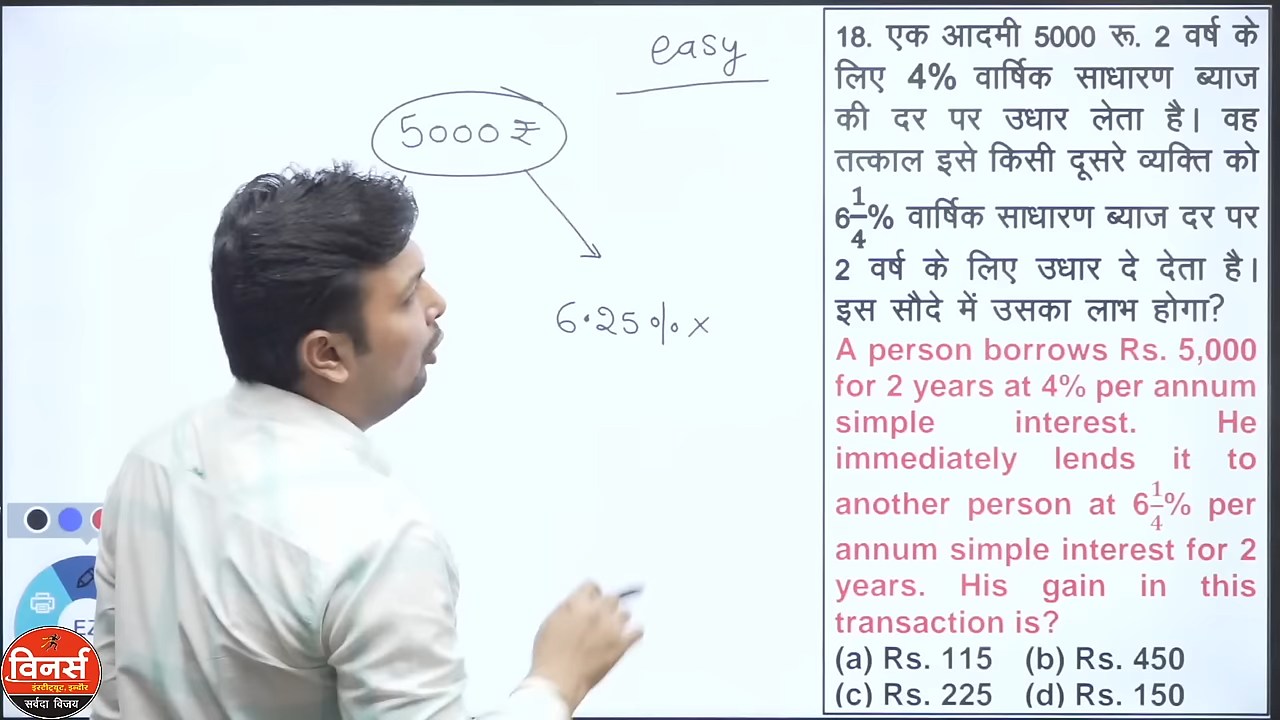 easy
5000 ₹
6.25% ×
18. एक आदमी 5000 रू. 2 वर्ष के
लिए 4% वार्षिक साधारण ब्याज
की दर पर उधार लेता है। वह
तत्काल इसे किसी दूसरे व्यक्ति को
6 1/4% वार्षिक साधारण ब्याज दर पर
2 वर्ष के लिए उधार दे देता है।
इस सौदे में उसका लाभ होगा?
A person borrows Rs. 5,000
for 2 years at 4% per annum
simple interest. He
immediately lends it to
another person at 6 1/4% per
annum simple interest for 2
years. His gain in this
transaction is?
(a) Rs. 115 (b) Rs. 450
(c) Rs. 225 (d) Rs. 150
विनर्स
इंस्टीट्यूट, इन्दौर
सर्वदा विजय